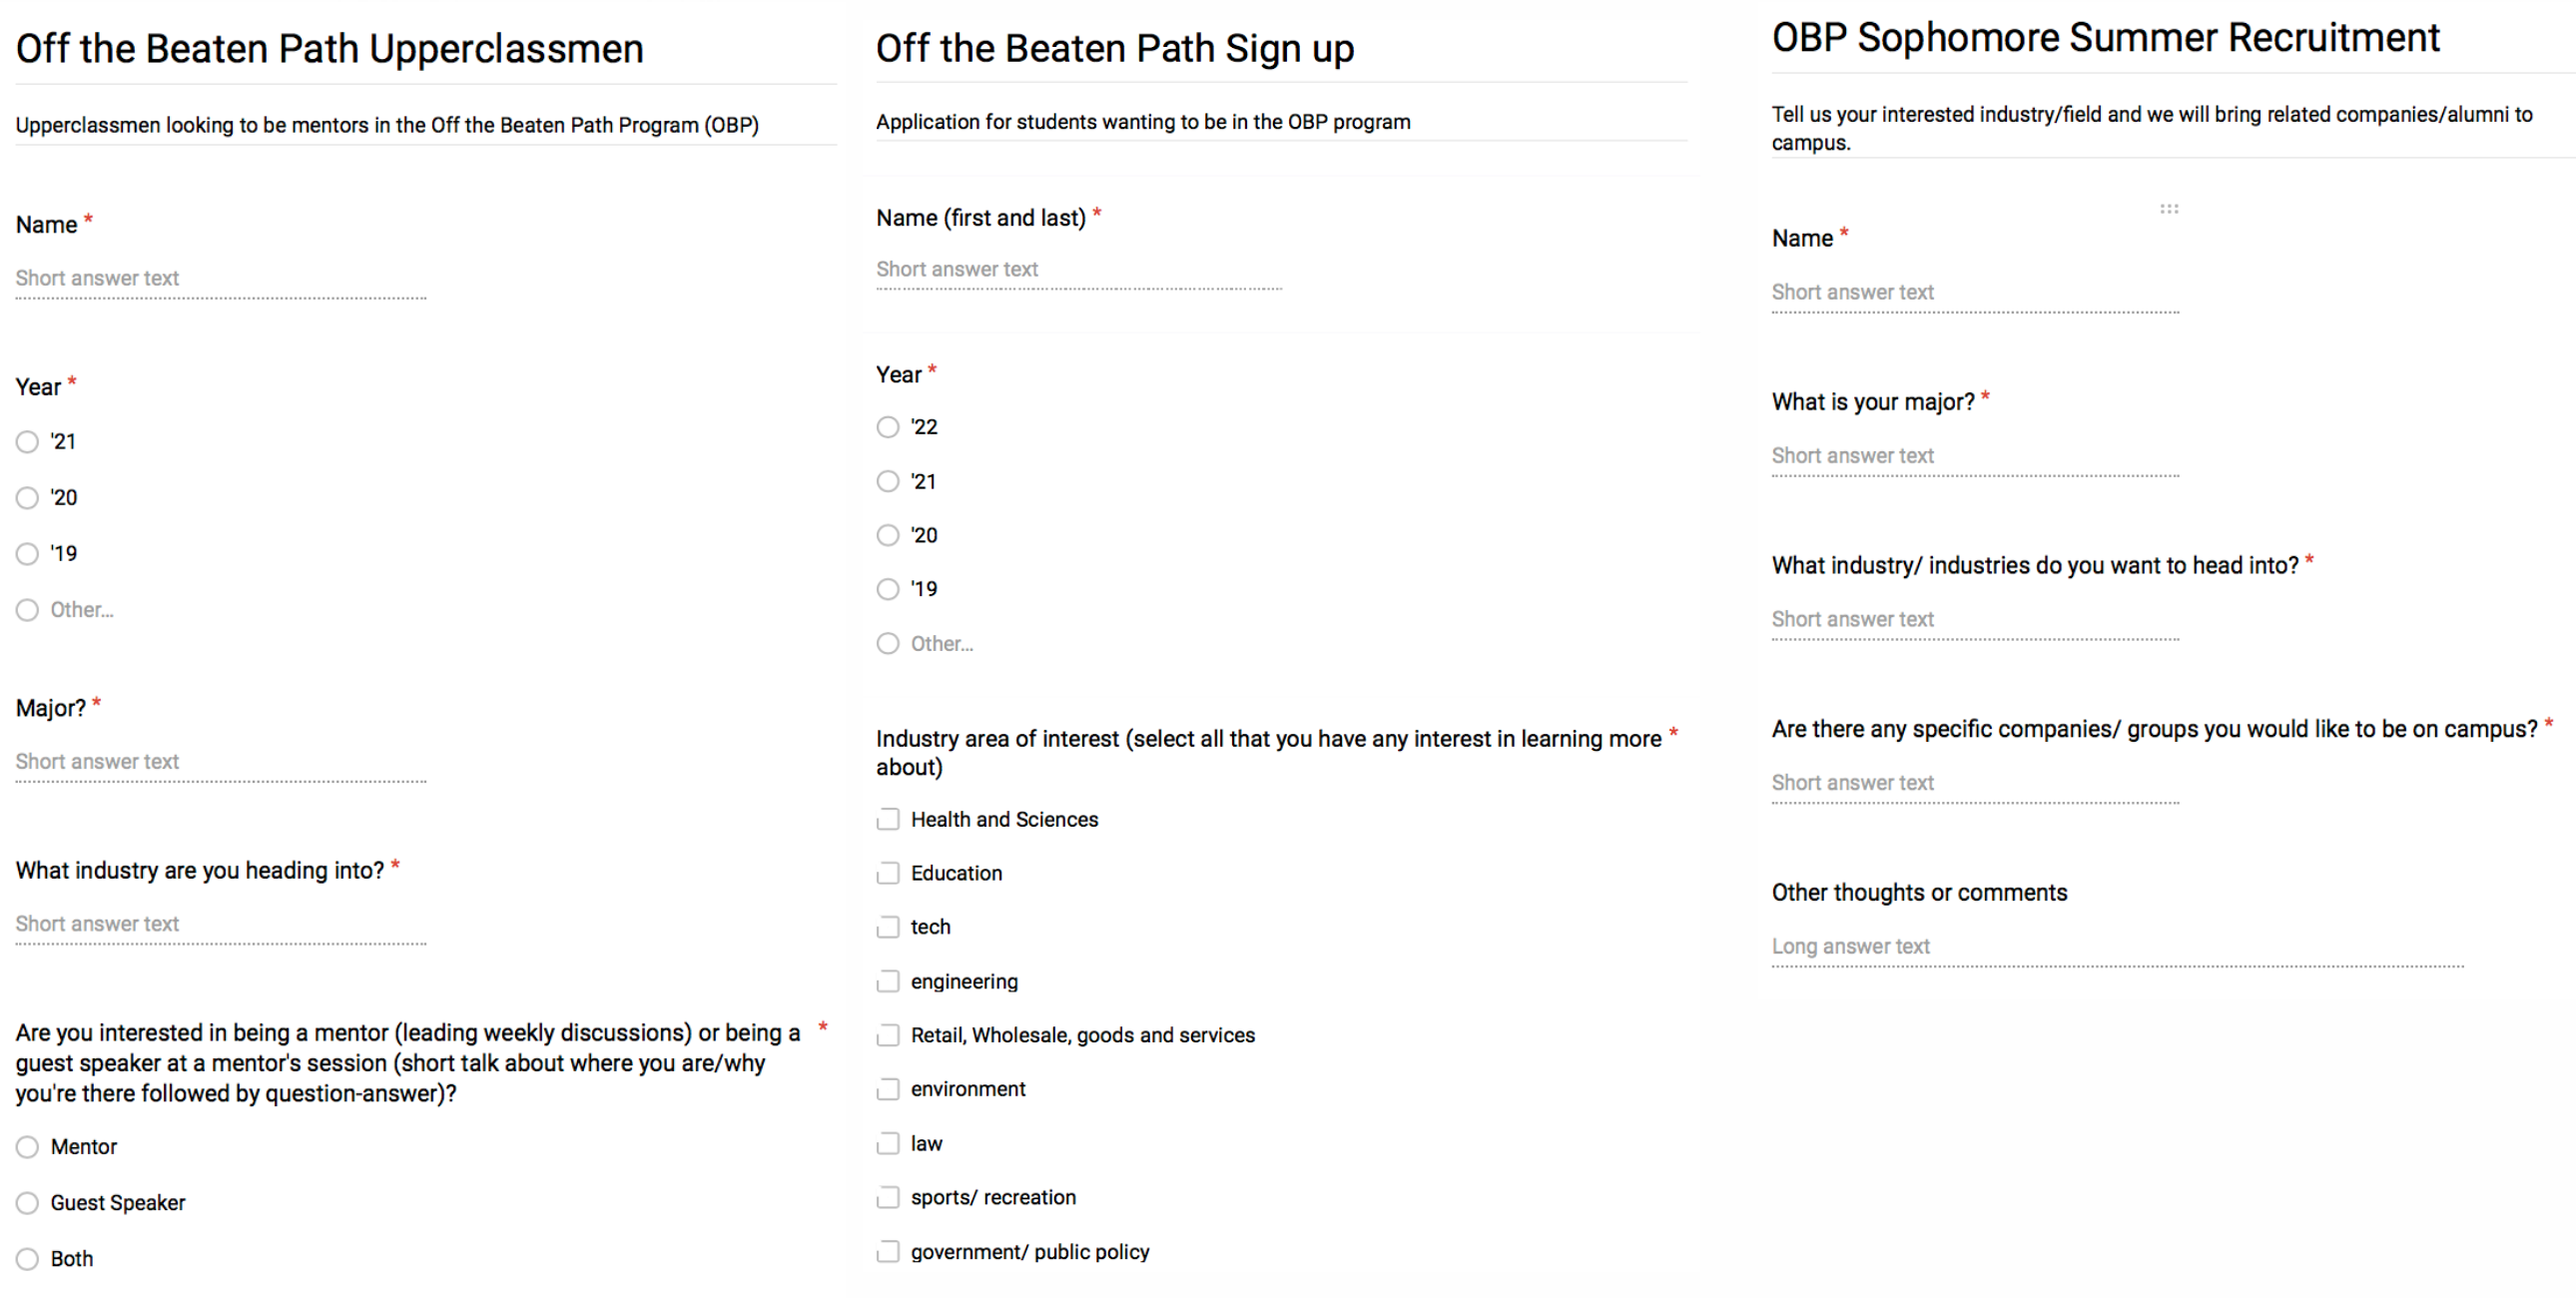 Off the Beaten Path Upperclassmen
Upperclassmen looking to be mentors in the Off the Beaten Path Program (OBP)
Name *
Short answer text
Year *
'21
'20
'19
Other...
Major? *
Short answer text
What industry are you heading into? *
Short answer text
Are you interested in being a mentor (leading weekly discussions) or being a *
guest speaker at a mentor's session (short talk about where you are/why
you're there followed by question-answer)?
Mentor
Guest Speaker
Both
Off the Beaten Path Sign up
Application for students wanting to be in the OBP program
Name (first and last) *
Short answer text
Year *
'22
'21
'20
'19
Other...
Industry area of interest (select all that you have any interest in learning more *
about)
Health and Sciences
Education
tech
engineering
Retail, Wholesale, goods and services
environment
law
sports/ recreation
government/ public policy
OBP Sophomore Summer Recruitment
Tell us your interested industry/field and we will bring related companies/alumni to
campus.
Name *
Short answer text
What is your major? *
Short answer text
What industry/ industries do you want to head into? *
Short answer text
Are there any specific companies/ groups you would like to be on campus? *
Short answer text
Other thoughts or comments
Long answer text